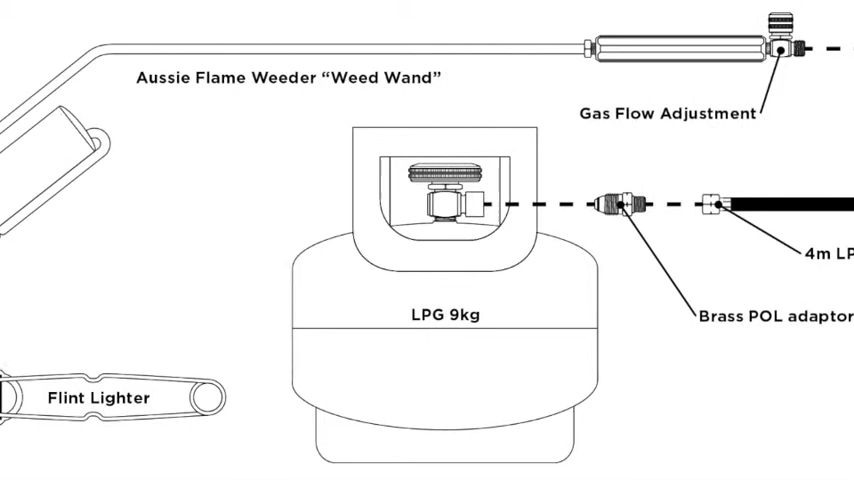 Aussie Flame Weeder “Weed Wand”
Gas Flow Adjustment
4m LP
Brass POL adaptor
LPG 9kg
Flint Lighter